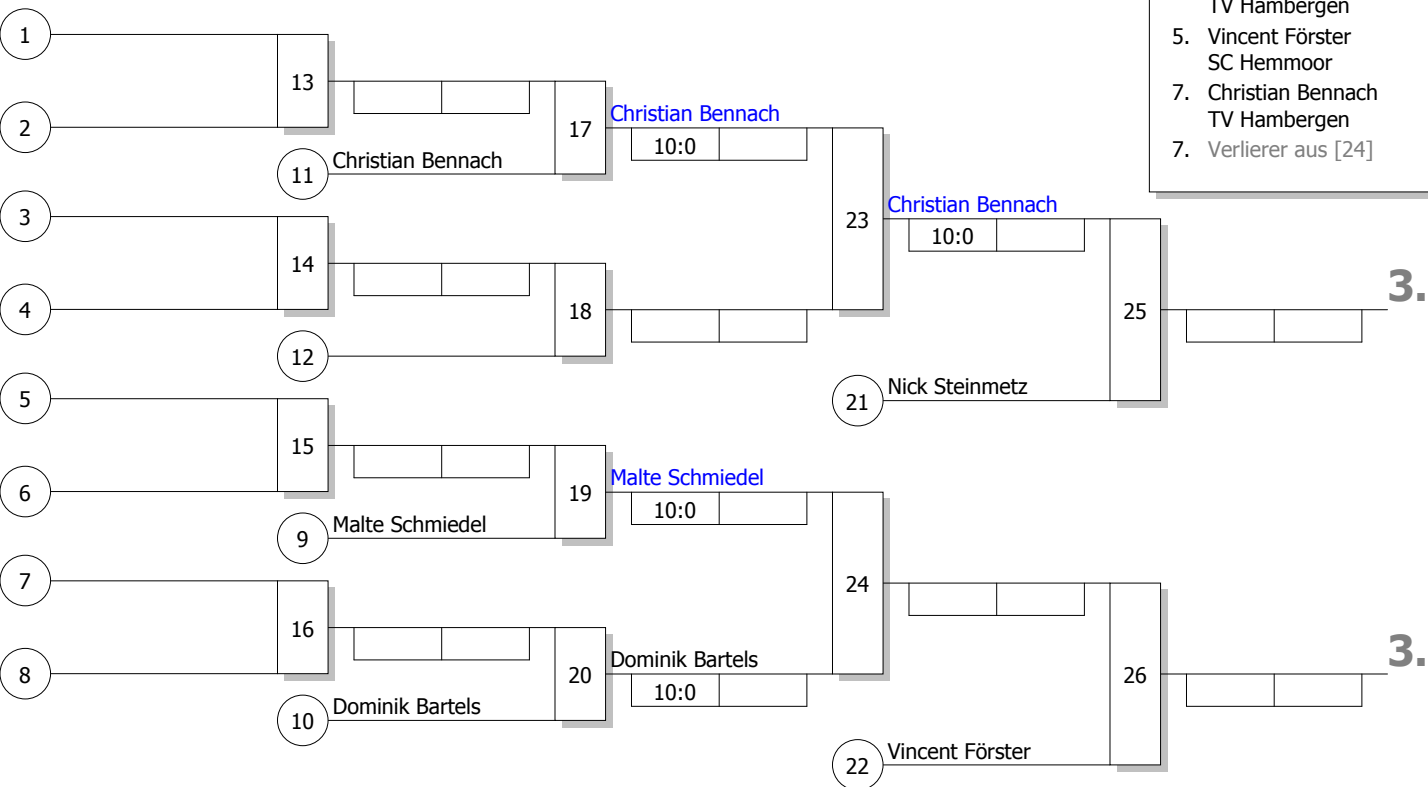 TV Hambergen
5. Vincent Förster
SC Hemmoor
7. Christian Bennach
TV Hambergen
7. Verlierer aus [24]
1
13
2
17
Christian Bennach
10:0
11
Christian Bennach
3
14
4
18
12
23
Christian Bennach
10:0
25
3.
21
Nick Steinmetz
5
15
6
19
Malte Schmiedel
10:0
9
Malte Schmiedel
7
16
8
20
Dominik Bartels
10:0
10
Dominik Bartels
24
26
3.
22
Vincent Förster